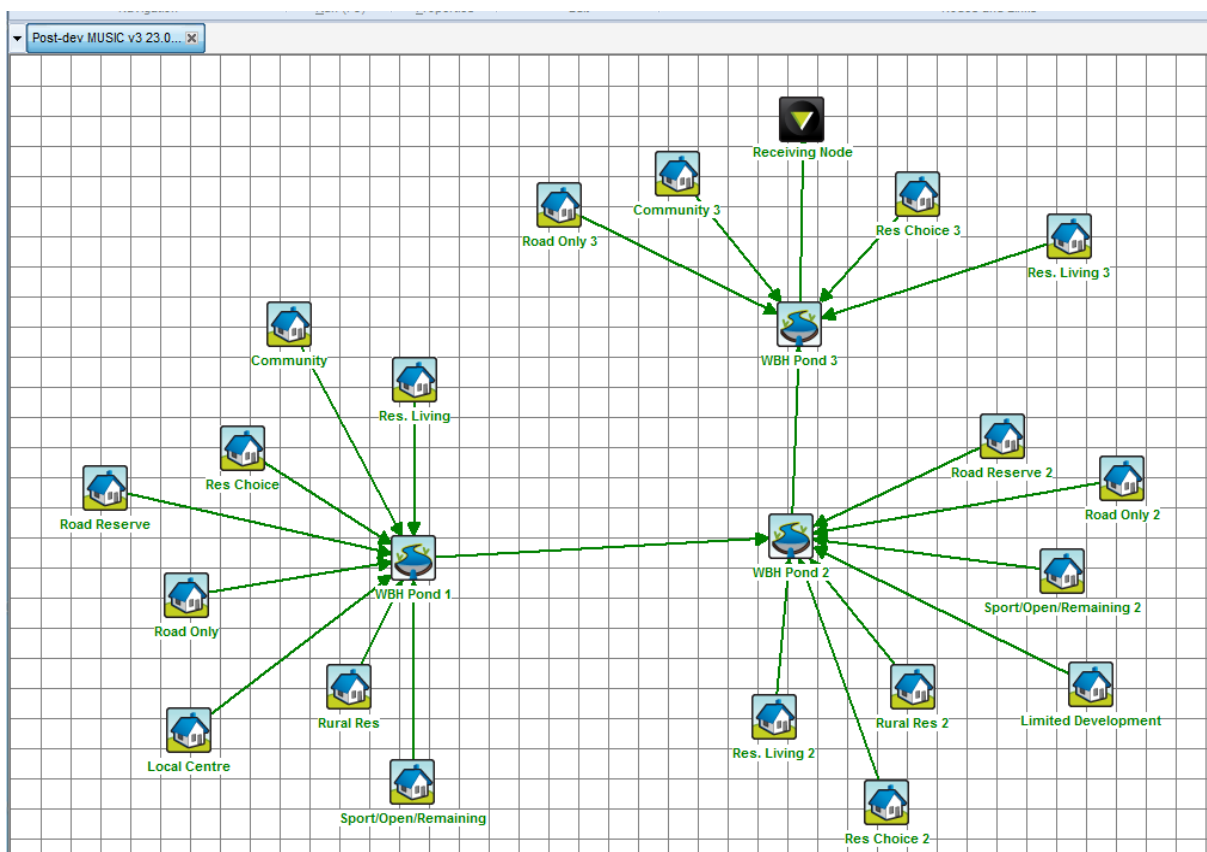 Post-dev MUSIC v3 23.0...
Receiving Node
Community 3
Road Only 3
Res Choice 3
Res. Living 3
WBH Pond 3
Community
Res. Living
Res Choice
Road Reserve
WBH Pond 1
Road Only
Rural Res
Local Centre
Sport/Open/Remaining
Road Reserve 2
Road Only 2
WBH Pond 2
Sport/Open/Remaining 2
Limited Development
Rural Res 2
Res. Living 2
Res Choice 2